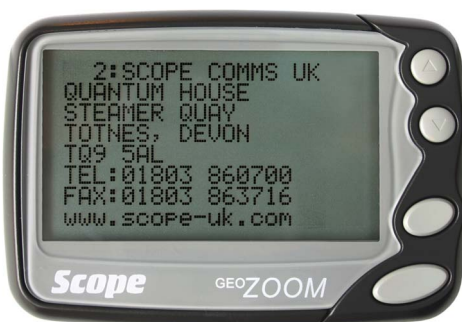 2:SCOPE COMMS UK
QUANTUM HOUSE
STEAMER QUAY
TOTNES, DEVON
TQ9 5AL
TEL:01803 860700
FAX:01803 863716
www.scope-uk.com
Scope GEOZOOM